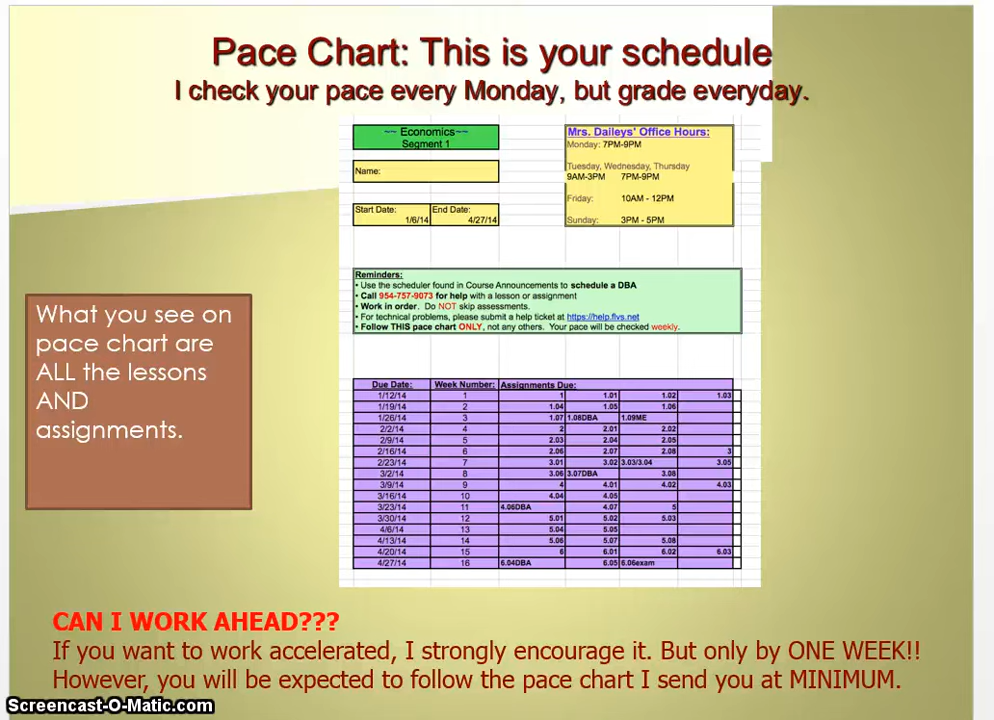 Pace Chart: This is your schedule
I check your pace every Monday, but grade everyday.
~~ Economics~~
Segment 1
Name:
Start Date: End Date:
1/6/14 4/27/14
Mrs. Daileys' Office Hours:
Monday: 7PM-9PM
Tuesday, Wednesday, Thursday
9AM-3PM 7PM-9PM
Friday: 10AM - 12PM
Sunday: 3PM - 5PM
Reminders:
• Use the scheduler found in Course Announcements to schedule a DBA
• Call 954-757-9073 for help with a lesson or assignment
• Work in order. Do NOT skip assessments.
• For technical problems, please submit a help ticket at https://help.flvs.net
• Follow THIS pace chart ONLY, not any others. Your pace will be checked weekly.
What you see on
pace chart are
ALL the lessons
AND
assignments.
Due Date: Week Number: Assignments Due:
1/12/14 1 1 1.01 1.02 1.03
1/19/14 2 1.04 1.05 1.06
1/26/14 3 1.07 1.08DBA 1.09ME
2/2/14 4 2 2.01 2.02
2/9/14 5 2.03 2.04 2.05
2/16/14 6 2.06 2.07 2.08 3
2/23/14 7 3.01 3.02 3.03/3.04 3.05
3/2/14 8 3.06 3.07DBA 3.08
3/9/14 9 4 4.01 4.02 4.03
3/16/14 10 4.04 4.05
3/23/14 11 4.06DBA 4.07 5
3/30/14 12 5.01 5.02 5.03
4/6/14 13 5.04 5.05
4/13/14 14 5.06 5.07 5.08
4/20/14 15 6 6.01 6.02 6.03
4/27/14 16 6.04DBA 6.05 6.06exam
CAN I WORK AHEAD???
If you want to work accelerated, I strongly encourage it. But only by ONE WEEK!!
However, you will be expected to follow the pace chart I send you at MINIMUM.
Screencast-O-Matic.com